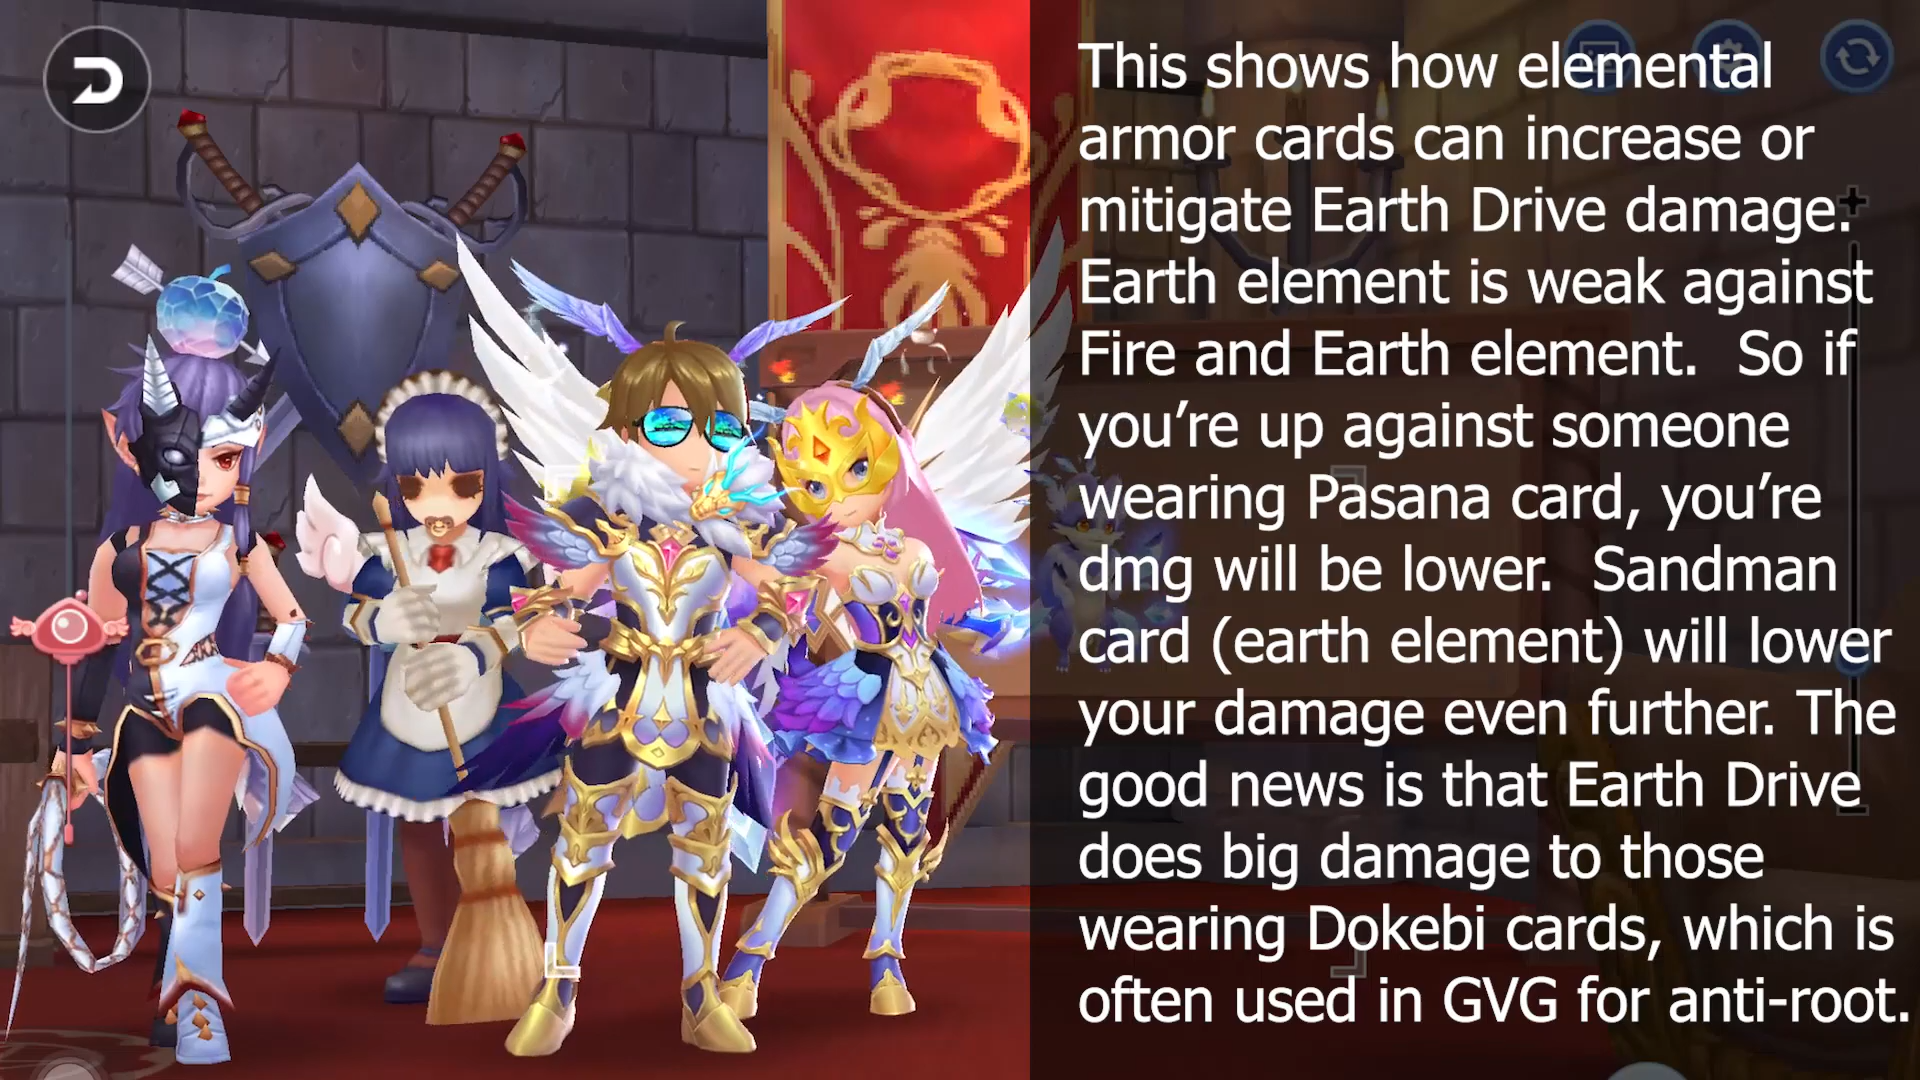 This shows how elemental
armor cards can increase or
mitigate Earth Drive damage.
Earth element is weak against
Fire and Earth element.  So if
you’re up against someone
wearing Pasana card, you’re
dmg will be lower.  Sandman
card (earth element) will lower
your damage even further. The
good news is that Earth Drive
does big damage to those
wearing Dokebi cards, which is
often used in GVG for anti-root.